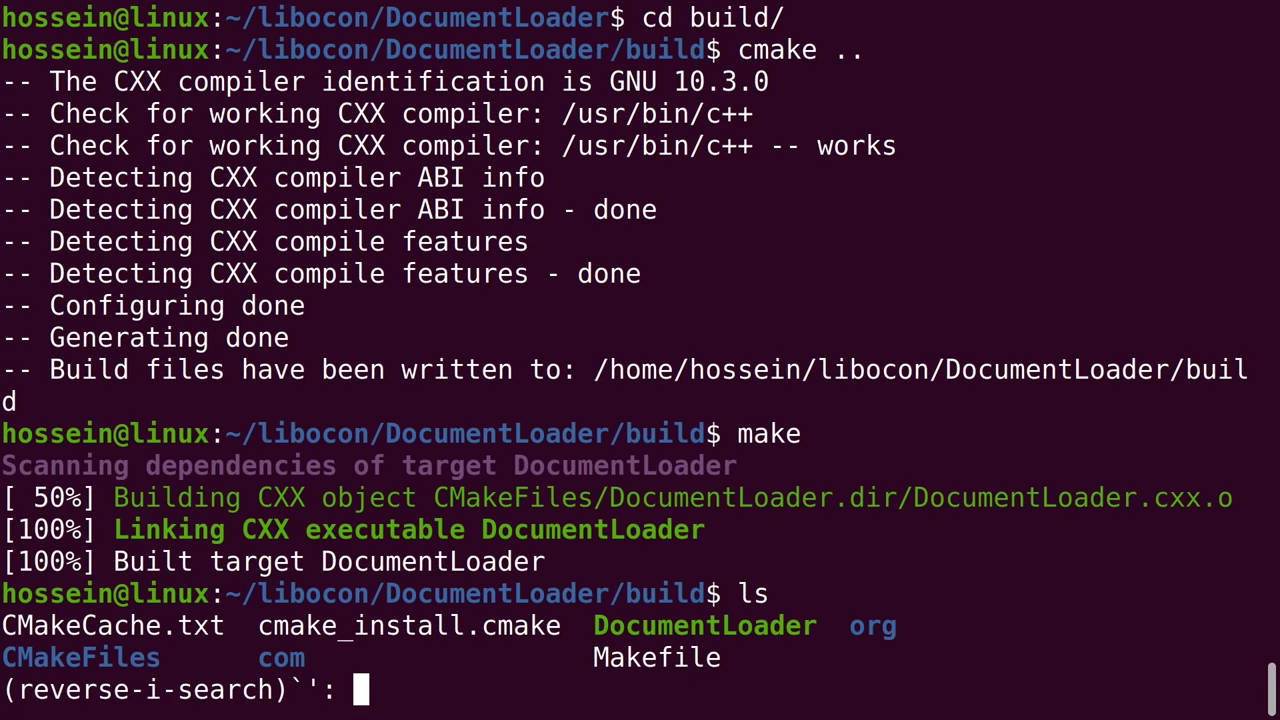 hossein@linux:~/libocon/DocumentLoader$ cd build/
hossein@linux:~/libocon/DocumentLoader/build$ cmake ..
-- The CXX compiler identification is GNU 10.3.0
-- Check for working CXX compiler: /usr/bin/c++
-- Check for working CXX compiler: /usr/bin/c++ -- works
-- Detecting CXX compiler ABI info
-- Detecting CXX compiler ABI info - done
-- Detecting CXX compile features
-- Detecting CXX compile features - done
-- Configuring done
-- Generating done
-- Build files have been written to: /home/hossein/libocon/DocumentLoader/buil
d
hossein@linux:~/libocon/DocumentLoader/build$ make
Scanning dependencies of target DocumentLoader
[ 50%] Building CXX object CMakeFiles/DocumentLoader.dir/DocumentLoader.cxx.o
[100%] Linking CXX executable DocumentLoader
[100%] Built target DocumentLoader
hossein@linux:~/libocon/DocumentLoader/build$ ls
CMakeCache.txt  cmake_install.cmake  DocumentLoader  org
CMakeFiles      com                  Makefile
(reverse-i-search)`':